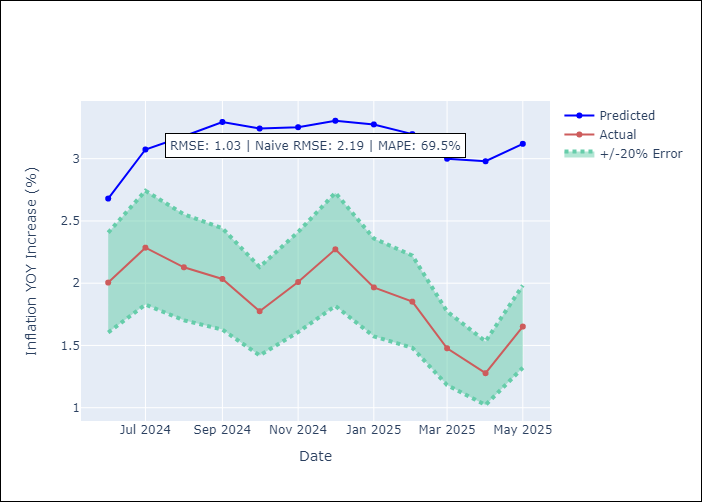 Predicted
Actual
+/-20% Error
RMSE: 1.03 | Naive RMSE: 2.19 | MAPE: 69.5%
Inflation YOY Increase (%)
3
2.5
2
1.5
1
Jul 2024 Sep 2024 Nov 2024 Jan 2025 Mar 2025 May 2025
Date